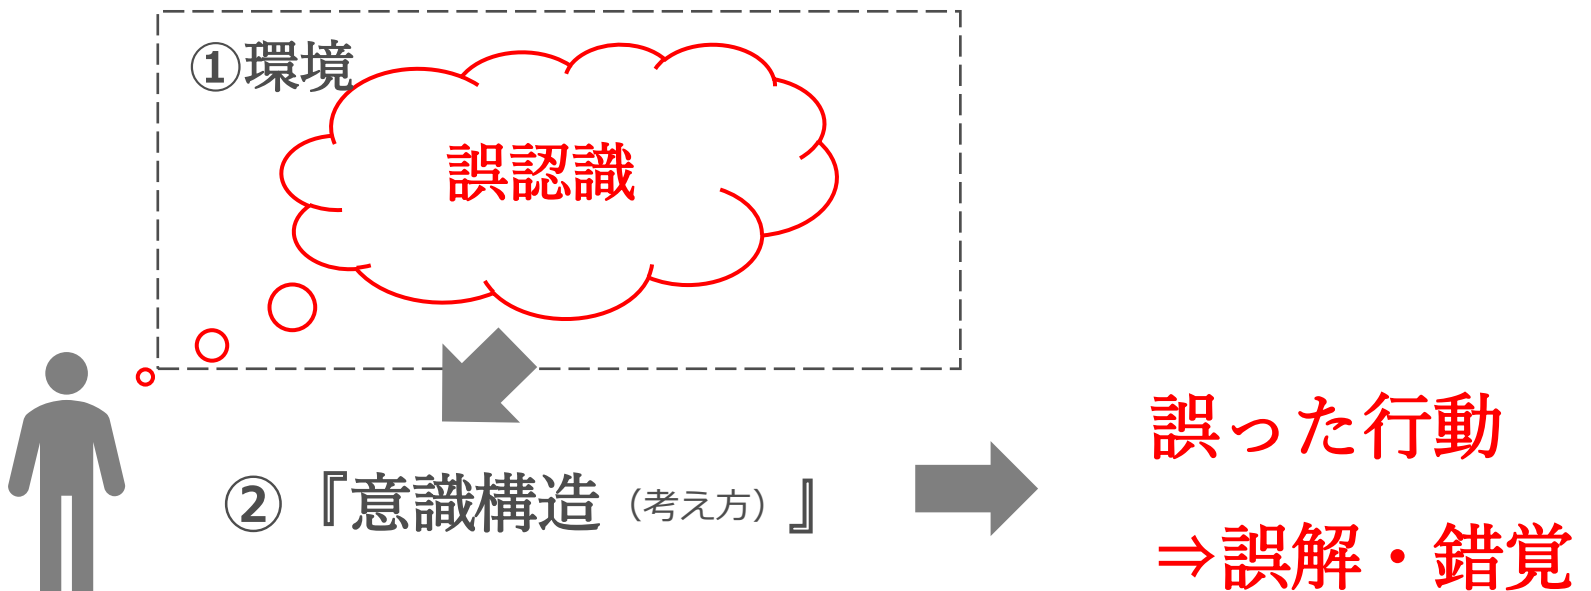 ①環境
誤認識
②『意識構造（考え方）』
誤った行動
⇒誤解・錯覚